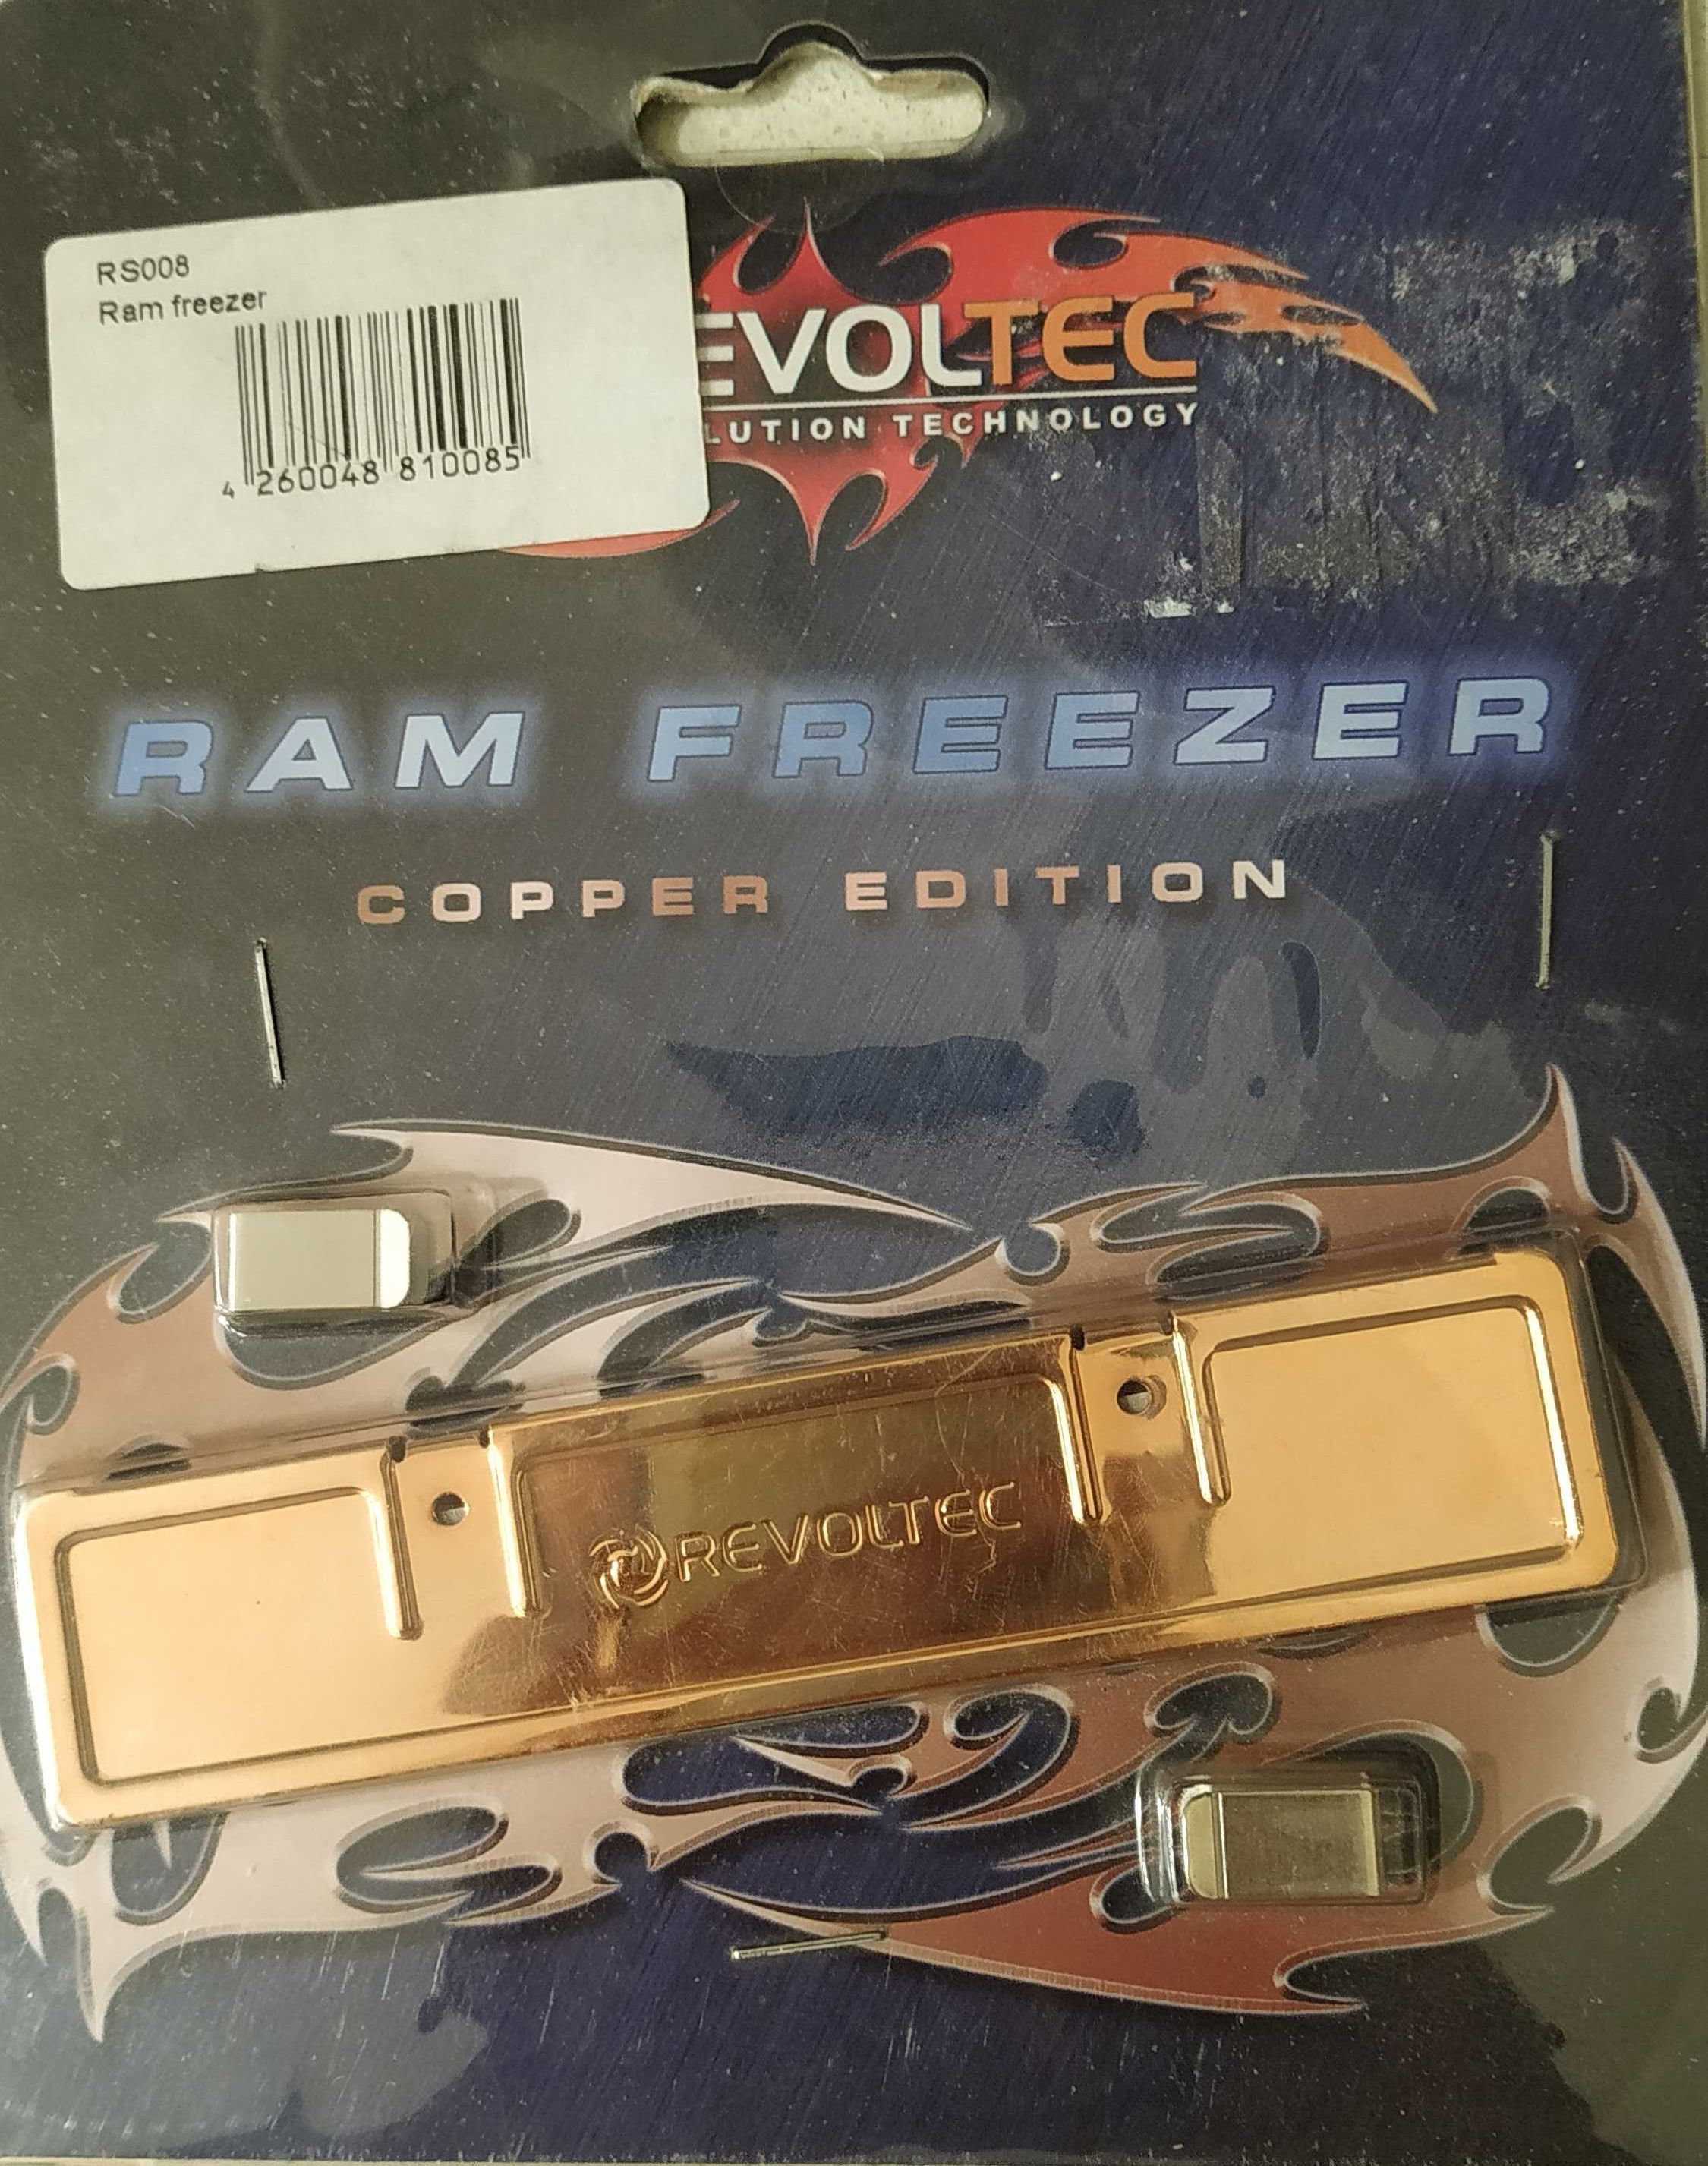 RS008
Ram freezer
4 260048 810085
EVOLTEC
LUTION TECHNOLOGY
RAM FREEZER
COPPER EDITION
REVOLTEC